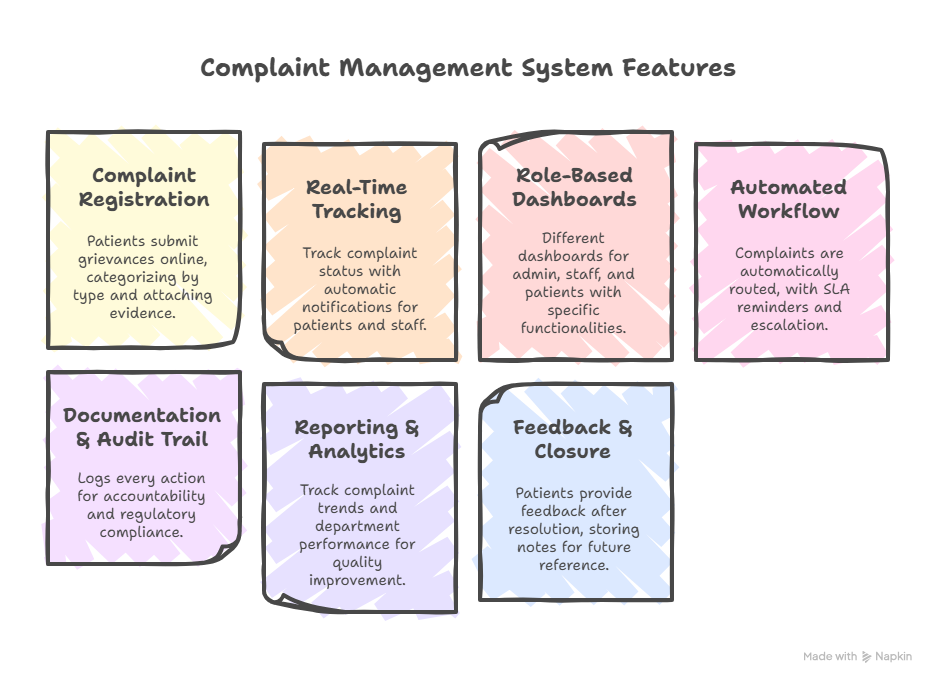 Complaint Management System Features
Complaint
Registration
Patients submit
grievances online,
categorizing by
type and attaching
evidence.
Real-Time
Tracking
Track complaint
status with
automatic
notifications for
patients and staff.
Role-Based
Dashboards
Different
dashboards for
admin, staff, and
patients with
specific
functionalities.
Automated
Workflow
Complaints are
automatically
routed, with SLA
reminders and
escalation.
Documentation
& Audit Trail
Logs every action
for accountability
and regulatory
compliance.
Reporting &
Analytics
Track complaint
trends and
department
performance for
quality
improvement.
Feedback &
Closure
Patients provide
feedback after
resolution, storing
notes for future
reference.
Made with Napkin